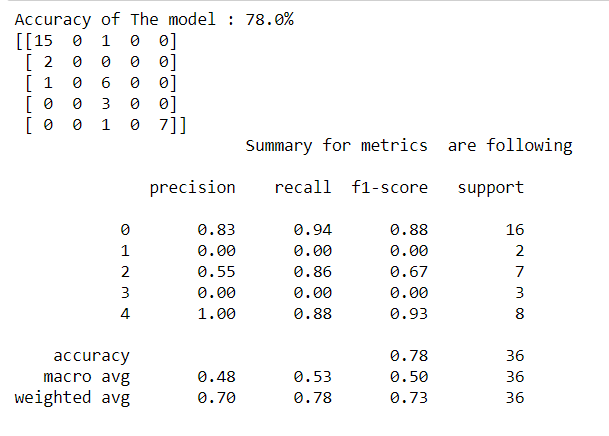 Accuracy of The model : 78.0%
[[15 0 1 0 0]
[ 2 0 0 0 0]
[ 1 0 6 0 0]
[ 0 0 3 0 0]
[ 0 0 1 0 7]]
Summary for metrics are following
precision recall f1-score support
0 0.83 0.94 0.88 16
1 0.00 0.00 0.00 2
2 0.55 0.86 0.67 7
3 0.00 0.00 0.00 3
4 1.00 0.88 0.93 8
accuracy 0.78 36
macro avg 0.48 0.53 0.50 36
weighted avg 0.70 0.78 0.73 36